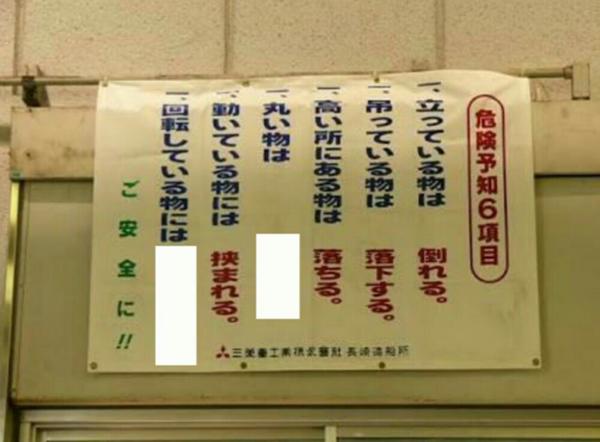 危険予知6項目
一、立っている物は 倒れる。
一、吊っている物は 落下する。
一、高い所にある物は 落ちる。
一、丸い物は
一、動いている物には 挟まれる。
一、回転している物には
ご安全に!!
三菱重工業株式会社 長崎造船所